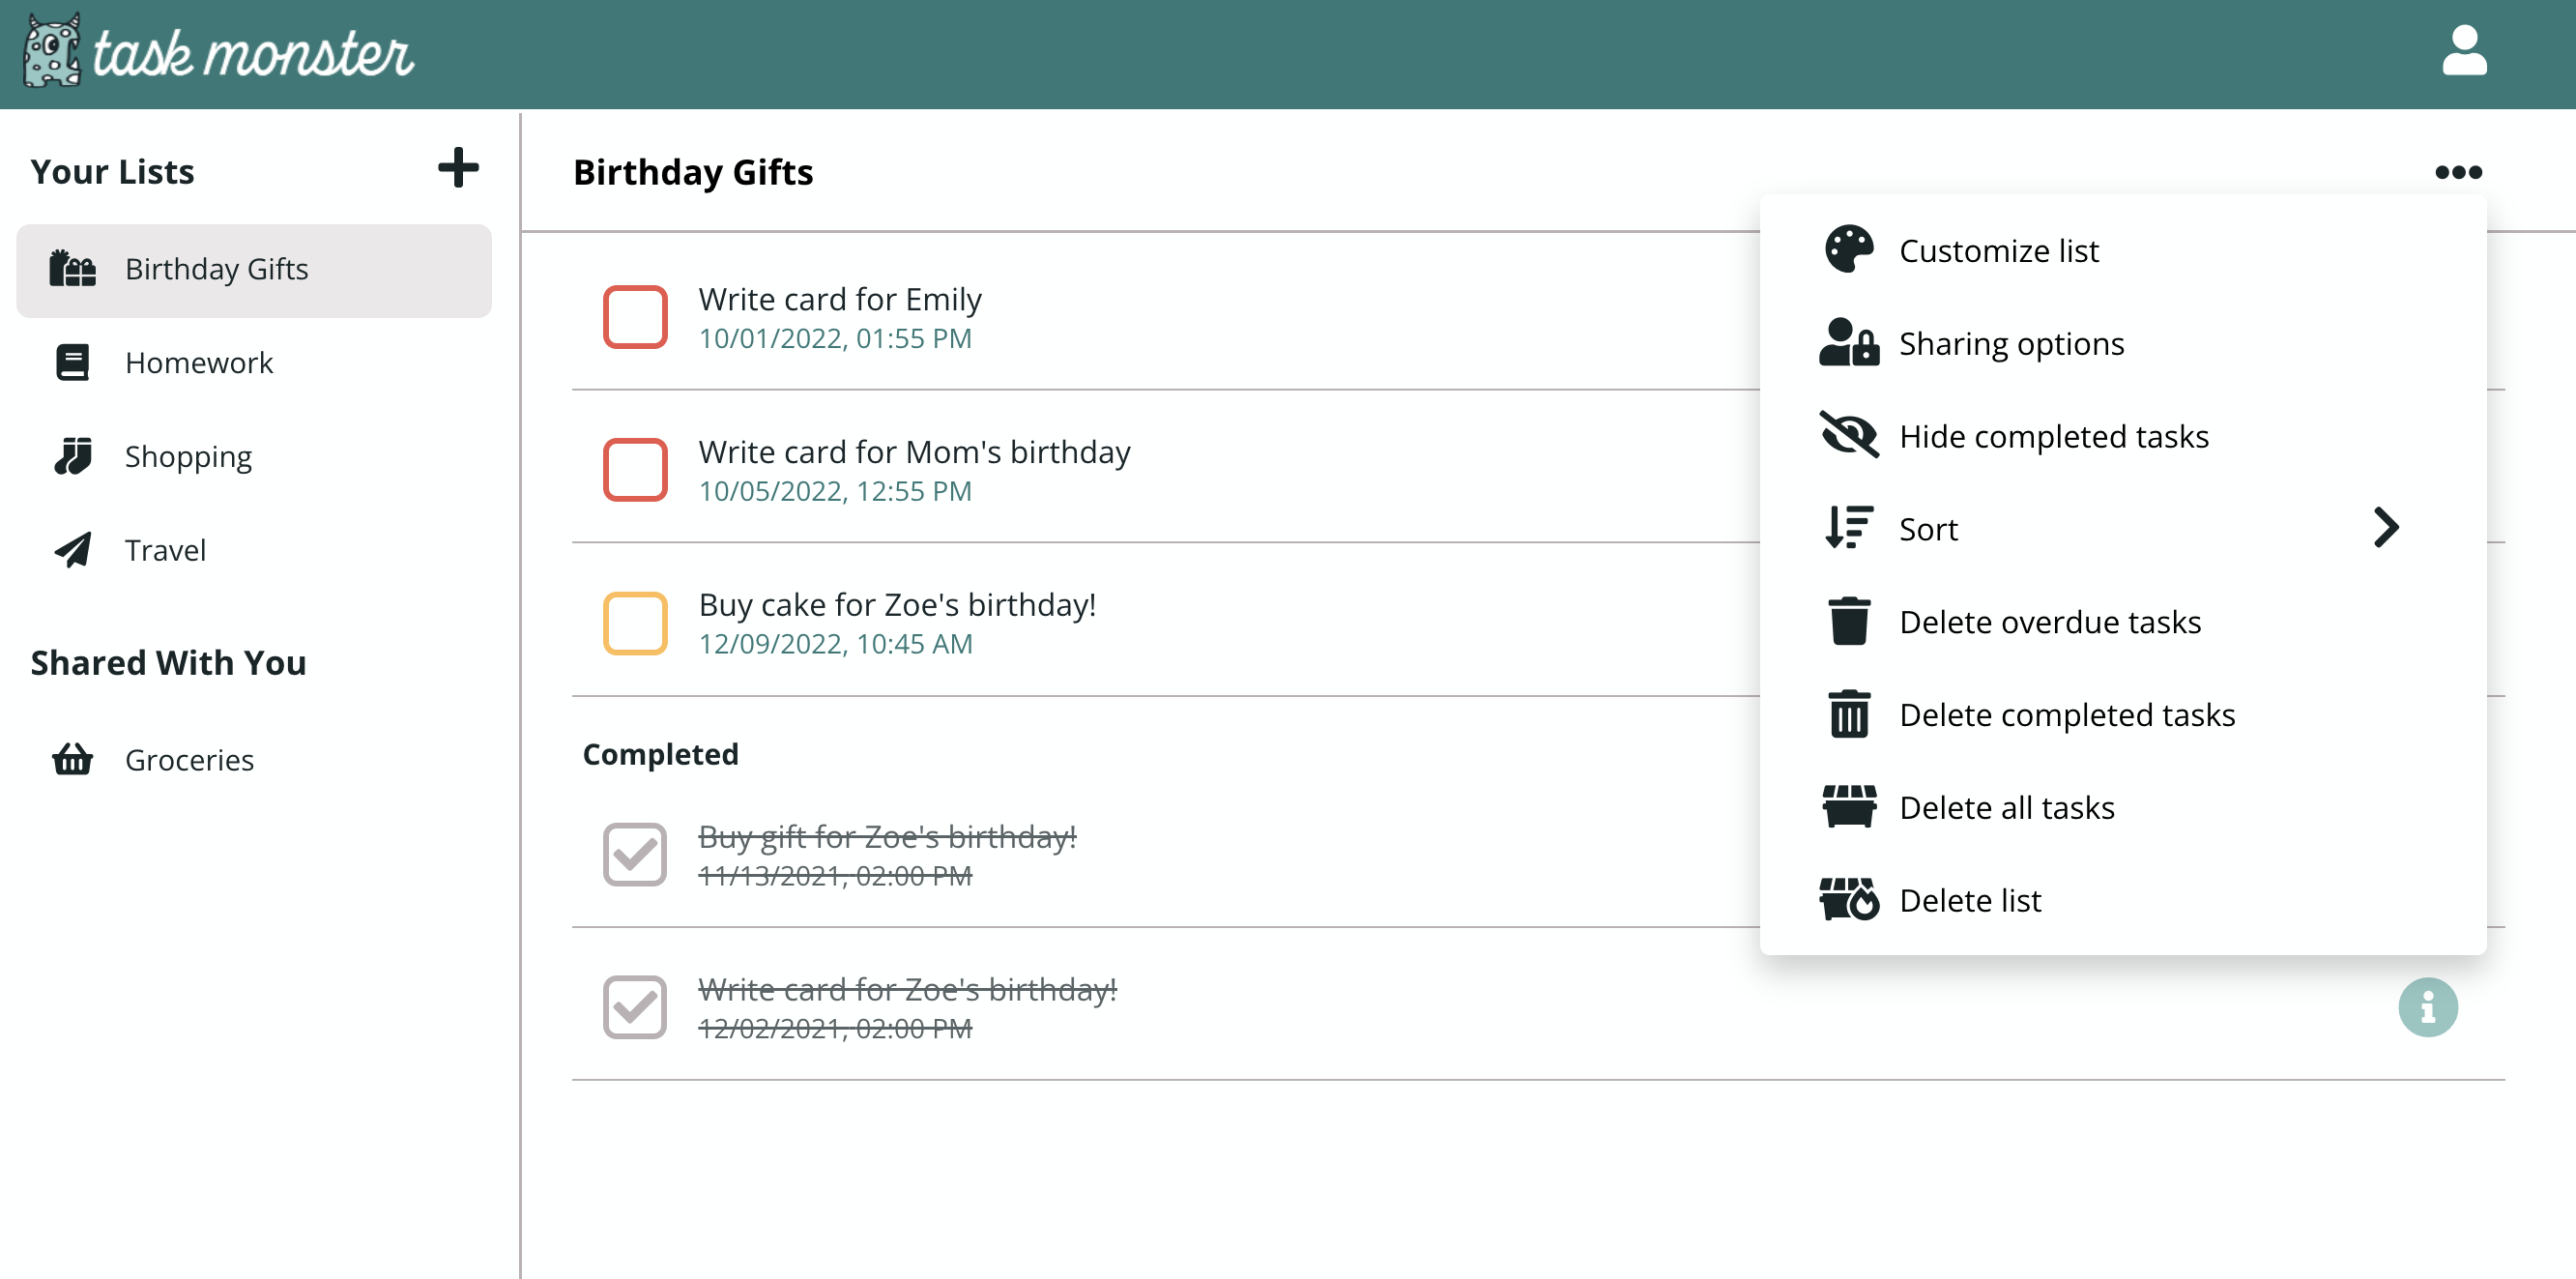 task monster
Your Lists
Birthday Gifts
Homework
Shopping
Travel
Shared With You
Groceries
Birthday Gifts
Write card for Emily
10/01/2022, 01:55 PM
Write card for Mom's birthday
10/05/2022, 12:55 PM
Buy cake for Zoe's birthday!
12/09/2022, 10:45 AM
Completed
Buy gift for Zoe's birthday!
11/13/2021, 02:00 PM
Write card for Zoe's birthday!
12/02/2021, 02:00 PM
Customize list
Sharing options
Hide completed tasks
Sort
Delete overdue tasks
Delete completed tasks
Delete all tasks
Delete list